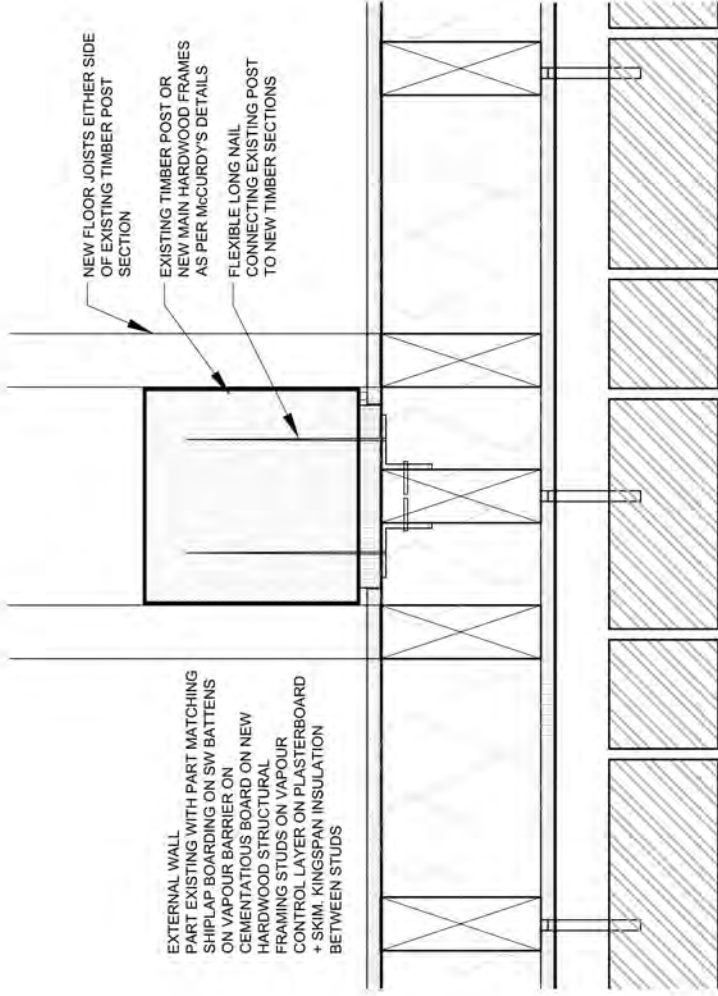 NEW FLOOR JOISTS EITHER SIDE
OF EXISTING TIMBER POST
SECTION
EXISTING TIMBER POST OR
NEW MAIN HARDWOOD FRAMES
AS PER McCURDY'S DETAILS
FLEXIBLE LONG NAIL
CONNECTING EXISTING POST
TO NEW TIMBER SECTIONS
EXTERNAL WALL
PART EXISTING WITH PART MATCHING
SHIPLAP BOARDING ON SW BATTENS
ON VAPOUR BARRIER ON
CEMENTATIOUS BOARD ON NEW
HARDWOOD STRUCTURAL
FRAMING STUDS ON VAPOUR
CONTROL LAYER ON PLASTERBOARD
+ SKIM. KINGSPAN INSULATION
BETWEEN STUDS